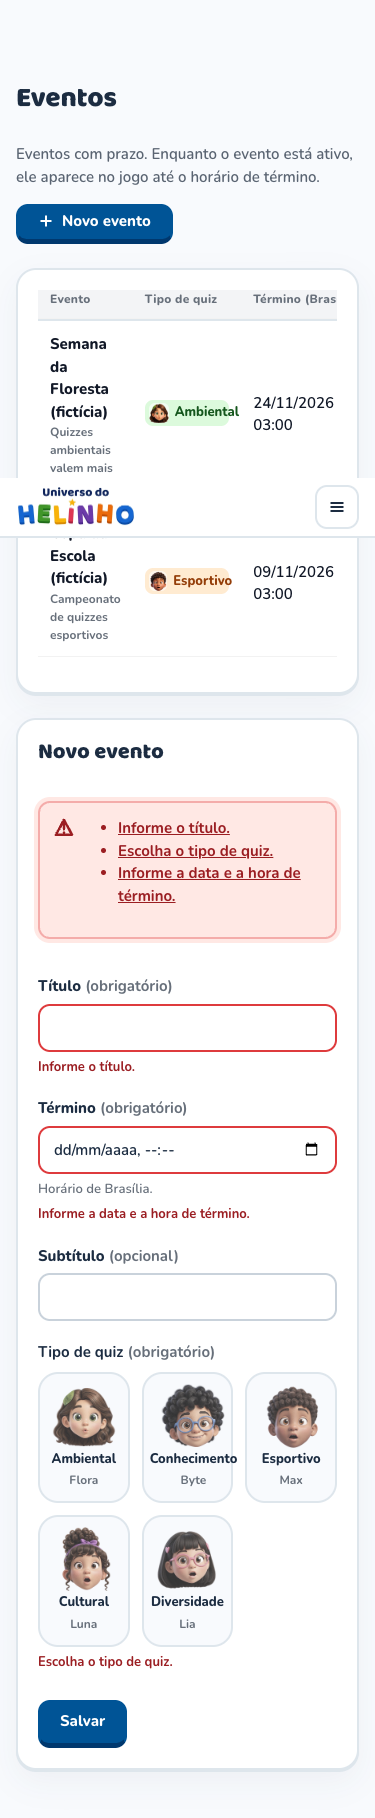 Eventos
Eventos com prazo. Enquanto o evento está ativo,
ele aparece no jogo até o horário de término.
+ Novo evento
Evento Tipo de quiz Término (Bras
Semana
da
Floresta
(fictícia)
Quizzes
ambientais
valem mais
Ambiental
24/11/2026
03:00
Universo do
HELINHO
Escola
(fictícia)
Campeonato
de quizzes
esportivos
Esportivo
09/11/2026
03:00
Novo evento
Informe o título.
Escolha o tipo de quiz.
Informe a data e a hora de
término.
Título (obrigatório)
Informe o título.
Término (obrigatório)
dd/mm/aaaa, --:--
Horário de Brasília.
Informe a data e a hora de término.
Subtítulo (opcional)
Tipo de quiz (obrigatório)
Ambiental
Flora
Conhecimento
Byte
Esportivo
Max
Cultural
Luna
Diversidade
Lia
Escolha o tipo de quiz.
Salvar